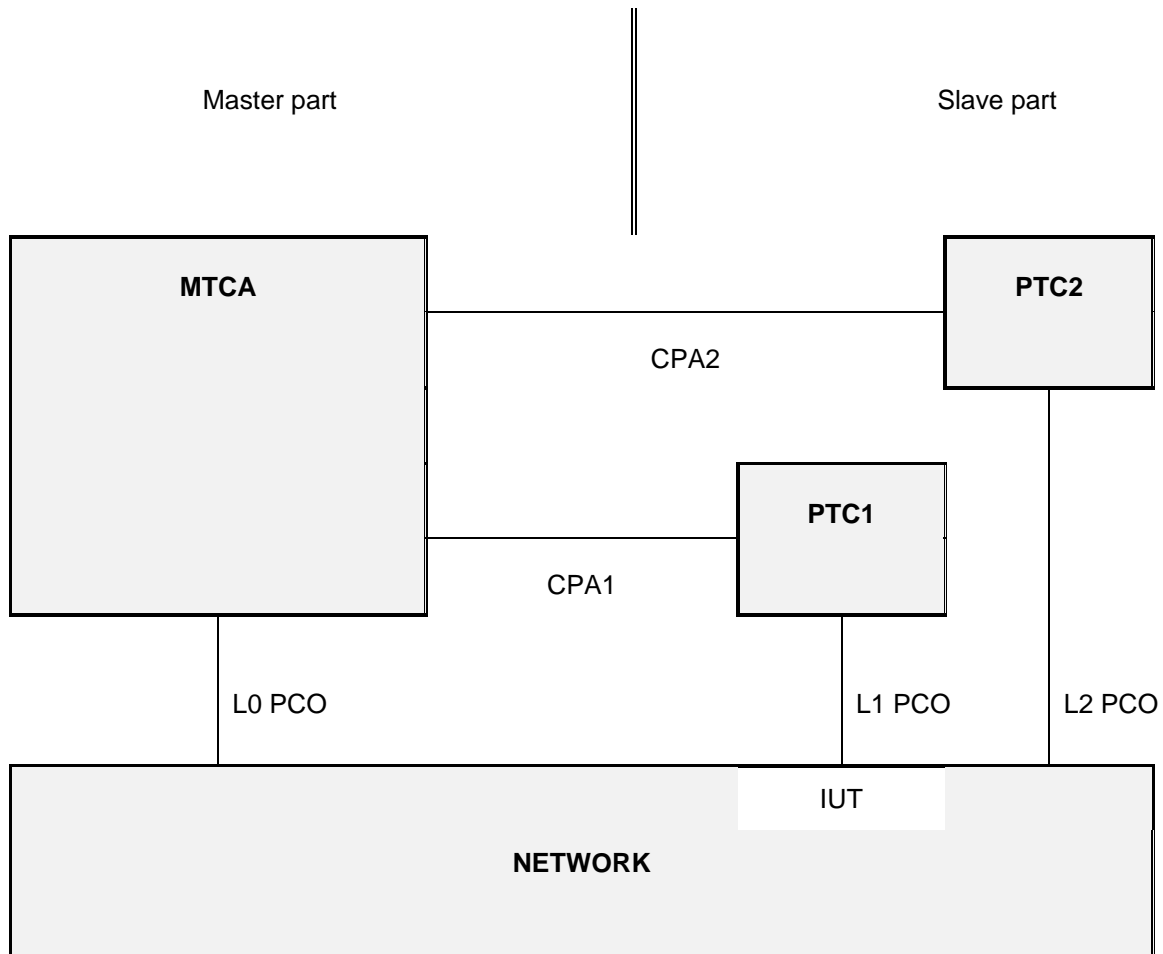 Master part
Slave part
MTCA
PTC2
CPA2
PTC1
CPA1
L0 PCO
L1 PCO
L2 PCO
IUT
NETWORK